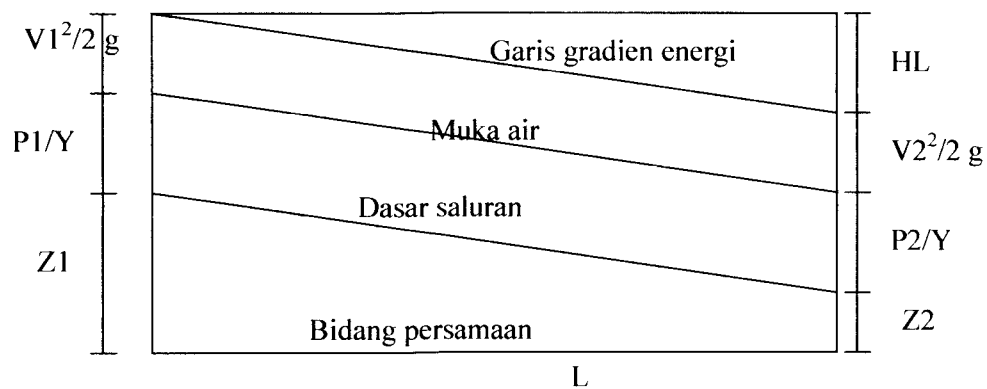 V1²/2 g
Garis gradien energi
HL
P1/Y
Muka air
V2²/2 g
Dasar saluran
P2/Y
Z1
Z2
Bidang persamaan
L